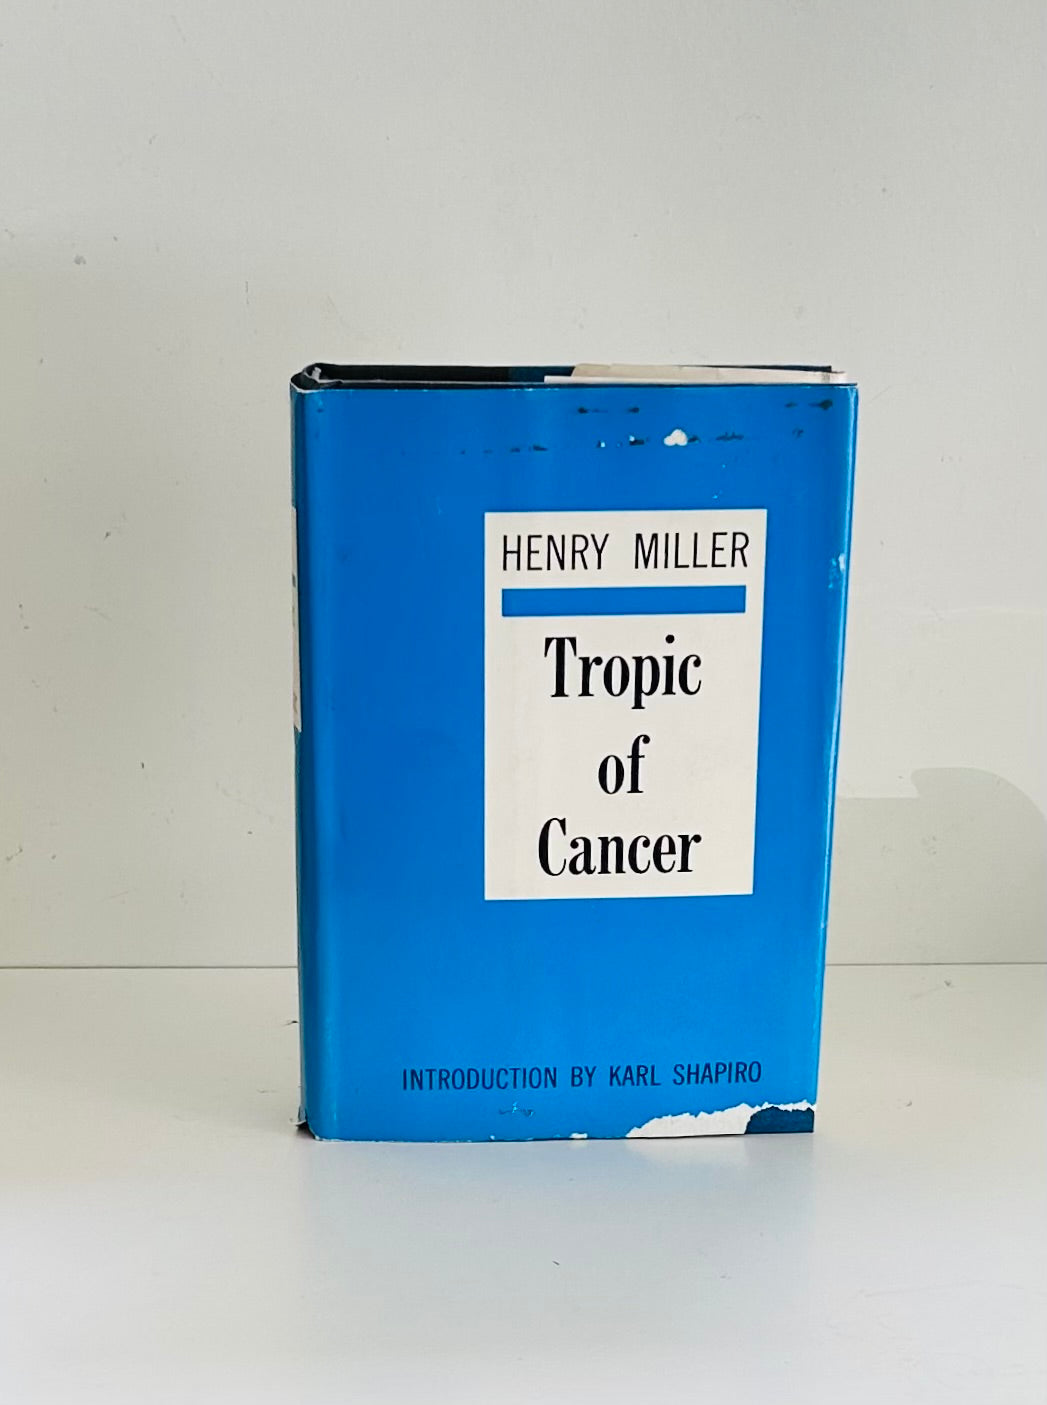 HENRY MILLER
Tropic
of
Cancer
INTRODUCTION BY KARL SHAPIRO